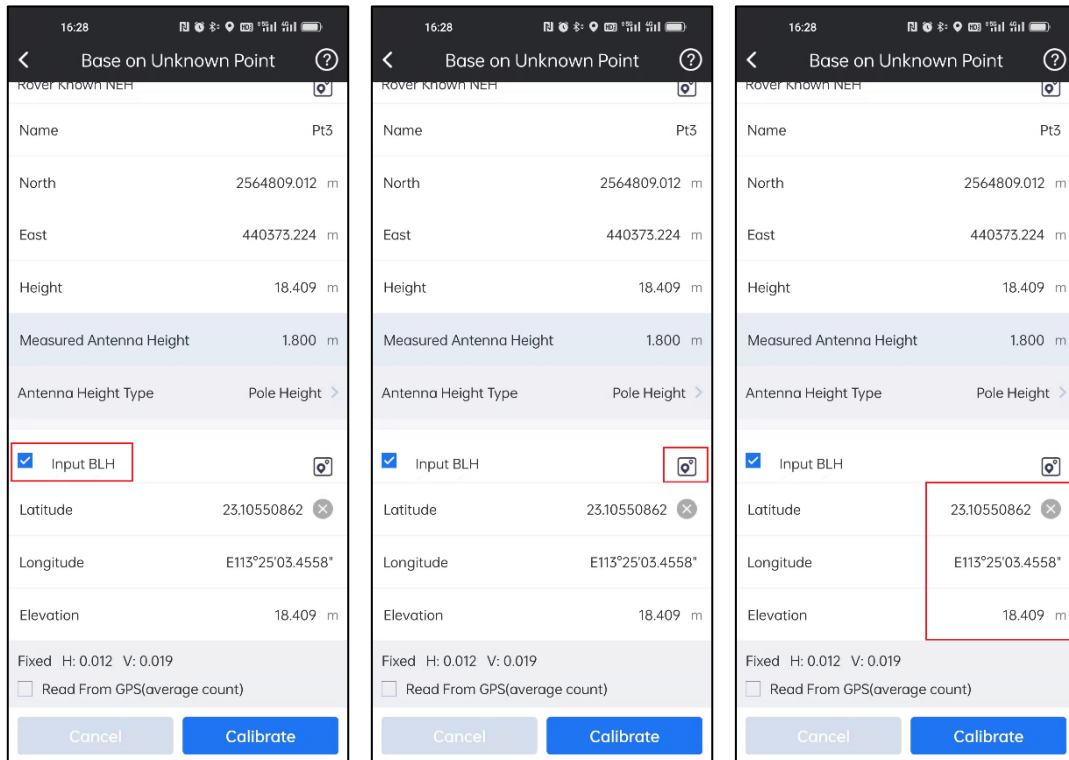 16:28
Base on Unknown Point
Rover Known NEH
Name Pt3
North 2564809.012 m
East 440373.224 m
Height 18.409 m
Measured Antenna Height 1.800 m
Antenna Height Type Pole Height >
Input BLH
Latitude 23.10550862
Longitude E113°25'03.4558"
Elevation 18.409 m
Fixed H: 0.012 V: 0.019
Read From GPS(average count)
Cancel Calibrate
16:28
Base on Unknown Point
Rover Known NEH
Name Pt3
North 2564809.012 m
East 440373.224 m
Height 18.409 m
Measured Antenna Height 1.800 m
Antenna Height Type Pole Height >
Input BLH
Latitude 23.10550862
Longitude E113°25'03.4558"
Elevation 18.409 m
Fixed H: 0.012 V: 0.019
Read From GPS(average count)
Cancel Calibrate
16:28
Base on Unknown Point
Rover Known NEH
Name Pt3
North 2564809.012 m
East 440373.224 m
Height 18.409 m
Measured Antenna Height 1.800 m
Antenna Height Type Pole Height >
Input BLH
Latitude 23.10550862
Longitude E113°25'03.4558"
Elevation 18.409 m
Fixed H: 0.012 V: 0.019
Read From GPS(average count)
Cancel Calibrate